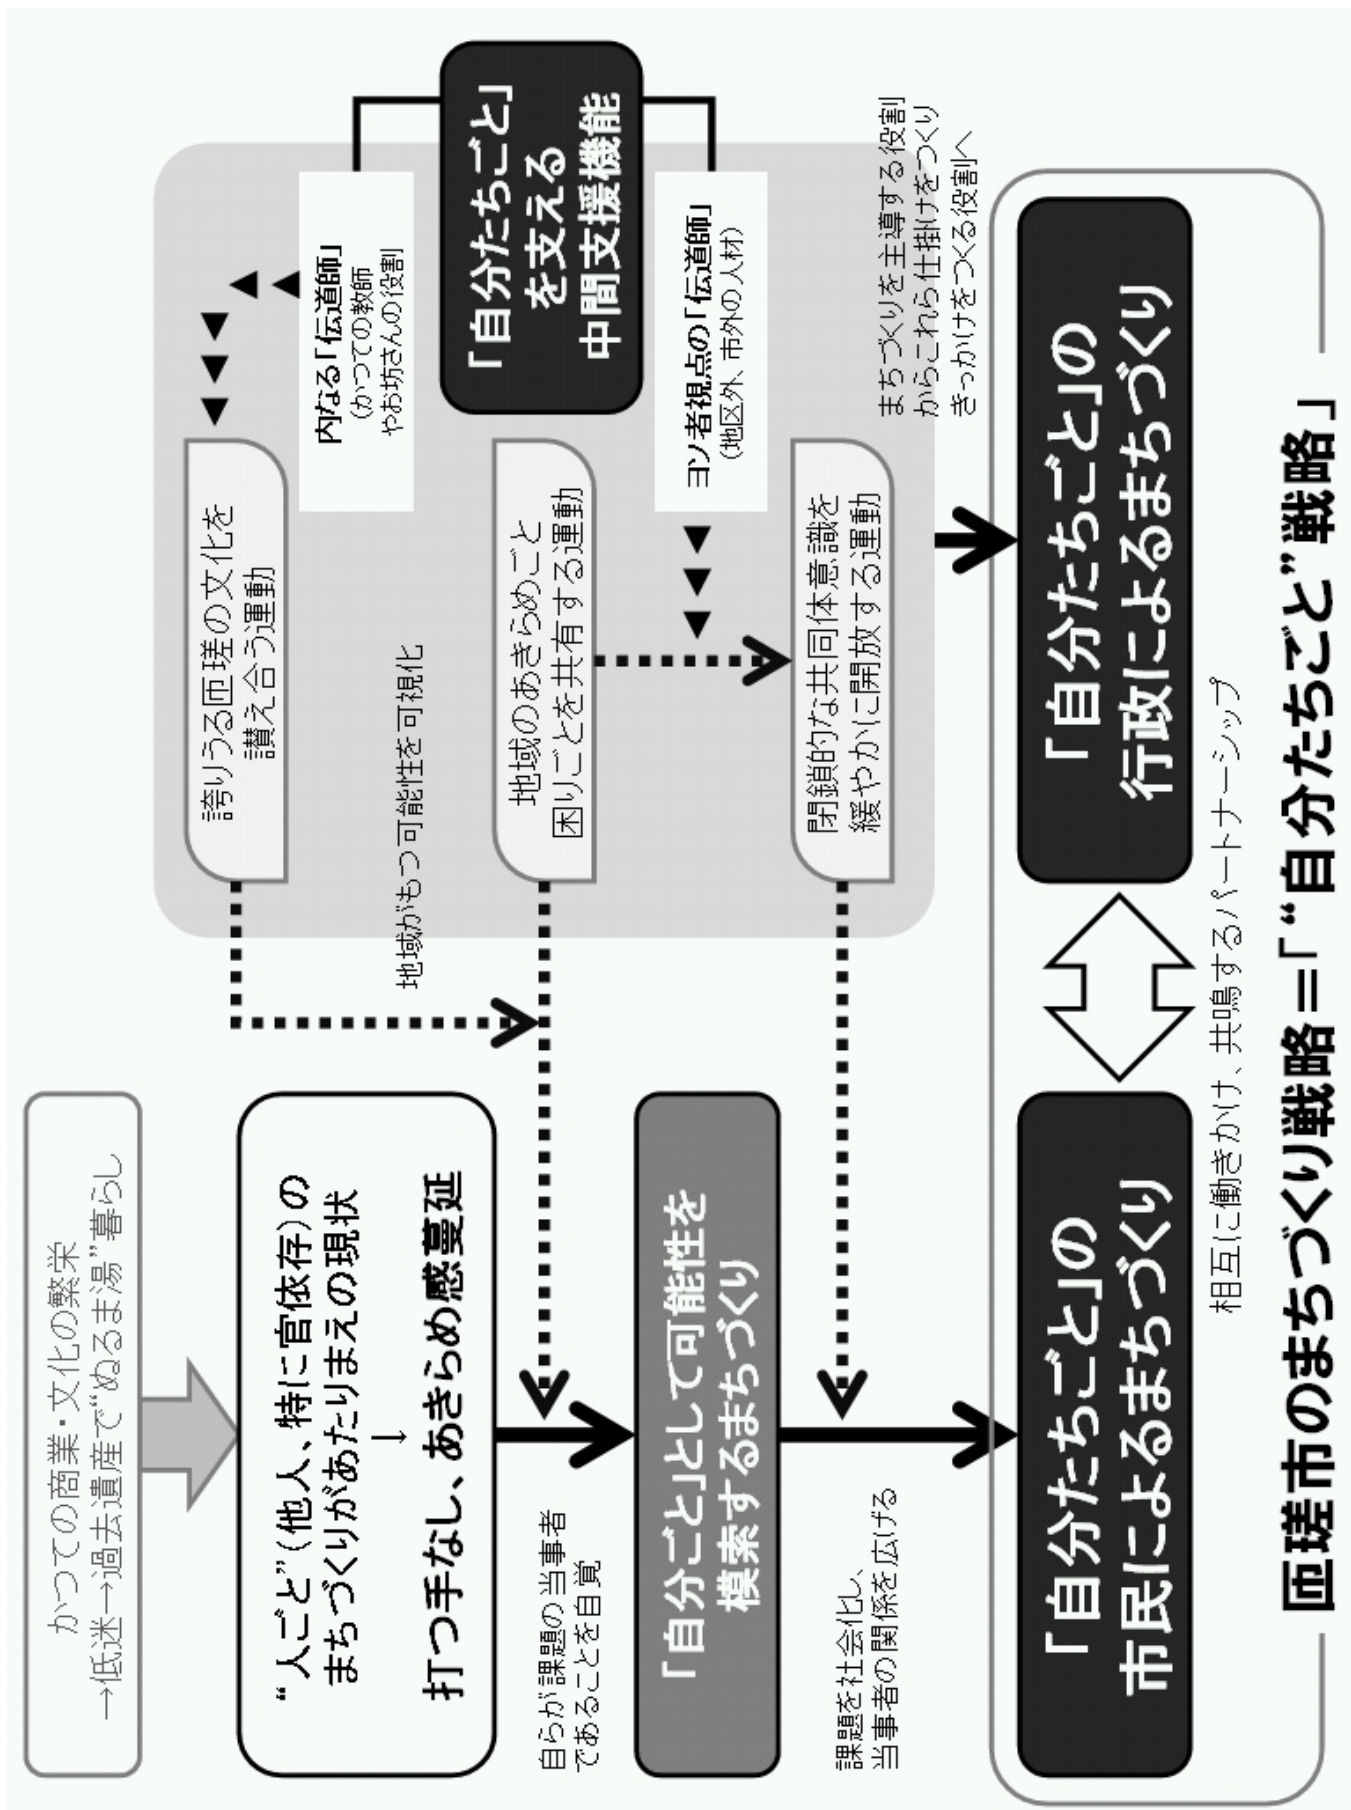 かつての商業・文化の繁栄
→低迷→過去遺産で“ぬるま湯”暮らし
“人ごと”(他人、特に官依存)の
まちづくりがあたりまえの現状
↓
打つ手なし、あきらめ感蔓延
自らが課題の当事者
であることを自覚
「自分ごと」として可能性を
模索するまちづくり
課題を社会化し、
当事者の関係を広げる
「自分たちごと」の
市民によるまちづくり
誇りうる匝瑳の文化を
讃え合う運動
地域がもつ可能性を可視化
地域のあきらめごと
困りごとを共有する運動
閉鎖的な共同体意識を
緩やかに開放する運動
内なる「伝道師」
(かつての教師
やお坊さんの役割
「自分たちごと」
を支える
中間支援機能
ヨソ者視点の「伝道師」
(地区外、市外の人材)
まちづくりを主導する役割
からこれら仕掛けをつくり
きっかけをつくる役割へ
「自分たちごと」の
行政によるまちづくり
相互に働きかけ、共鳴するパートナーシップ
匝瑳市のまちづくり戦略=「“自分たちごと”戦略」